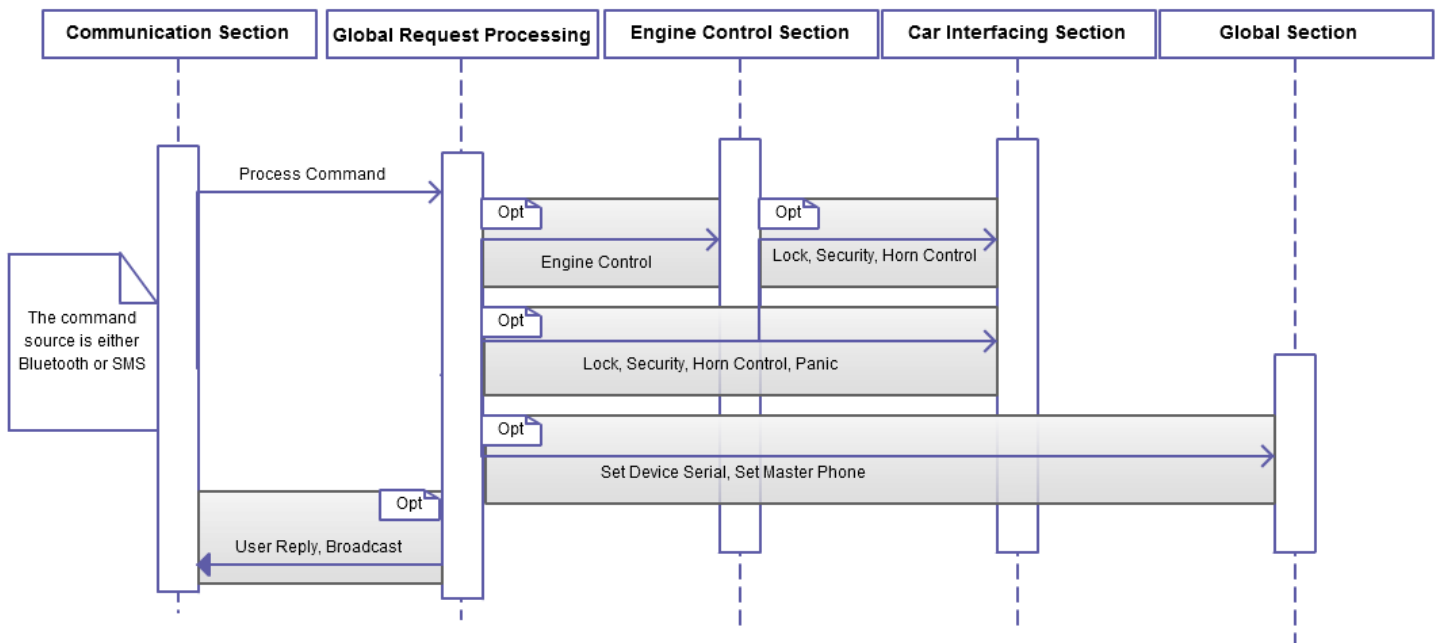 Communication Section
Global Request Processing
Engine Control Section
Car Interfacing Section
Global Section
Process Command
Opt
Opt
Engine Control
Lock, Security, Horn Control
The command
source is either
Bluetooth or SMS
Opt
Lock, Security, Horn Control, Panic
Opt
Set Device Serial, Set Master Phone
Opt
User Reply, Broadcast